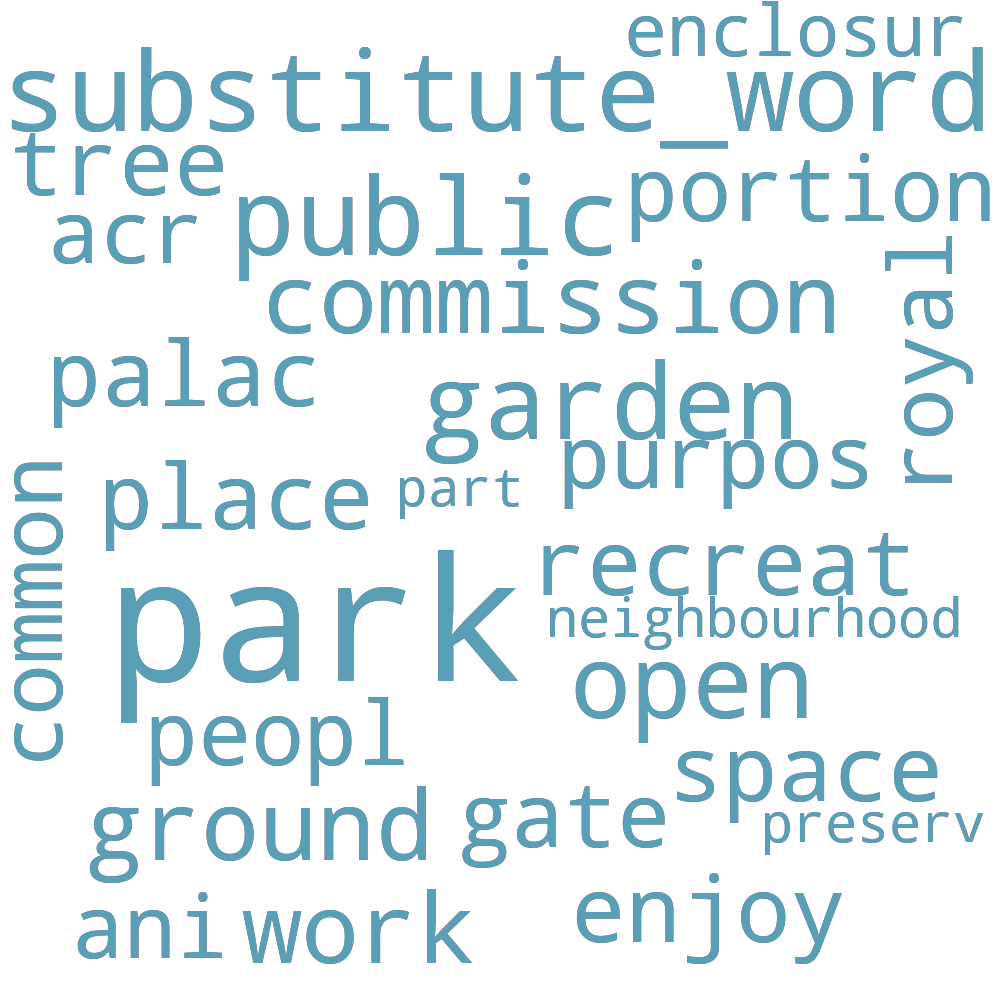 enclosur
substitute_word
tree
portion
public
acr
royal
commission
palac
garden
purpos
place
part
common
recreat
park
neighbourhood
open
peopl
space
ground
gate
preserv
ani
work
enjoy